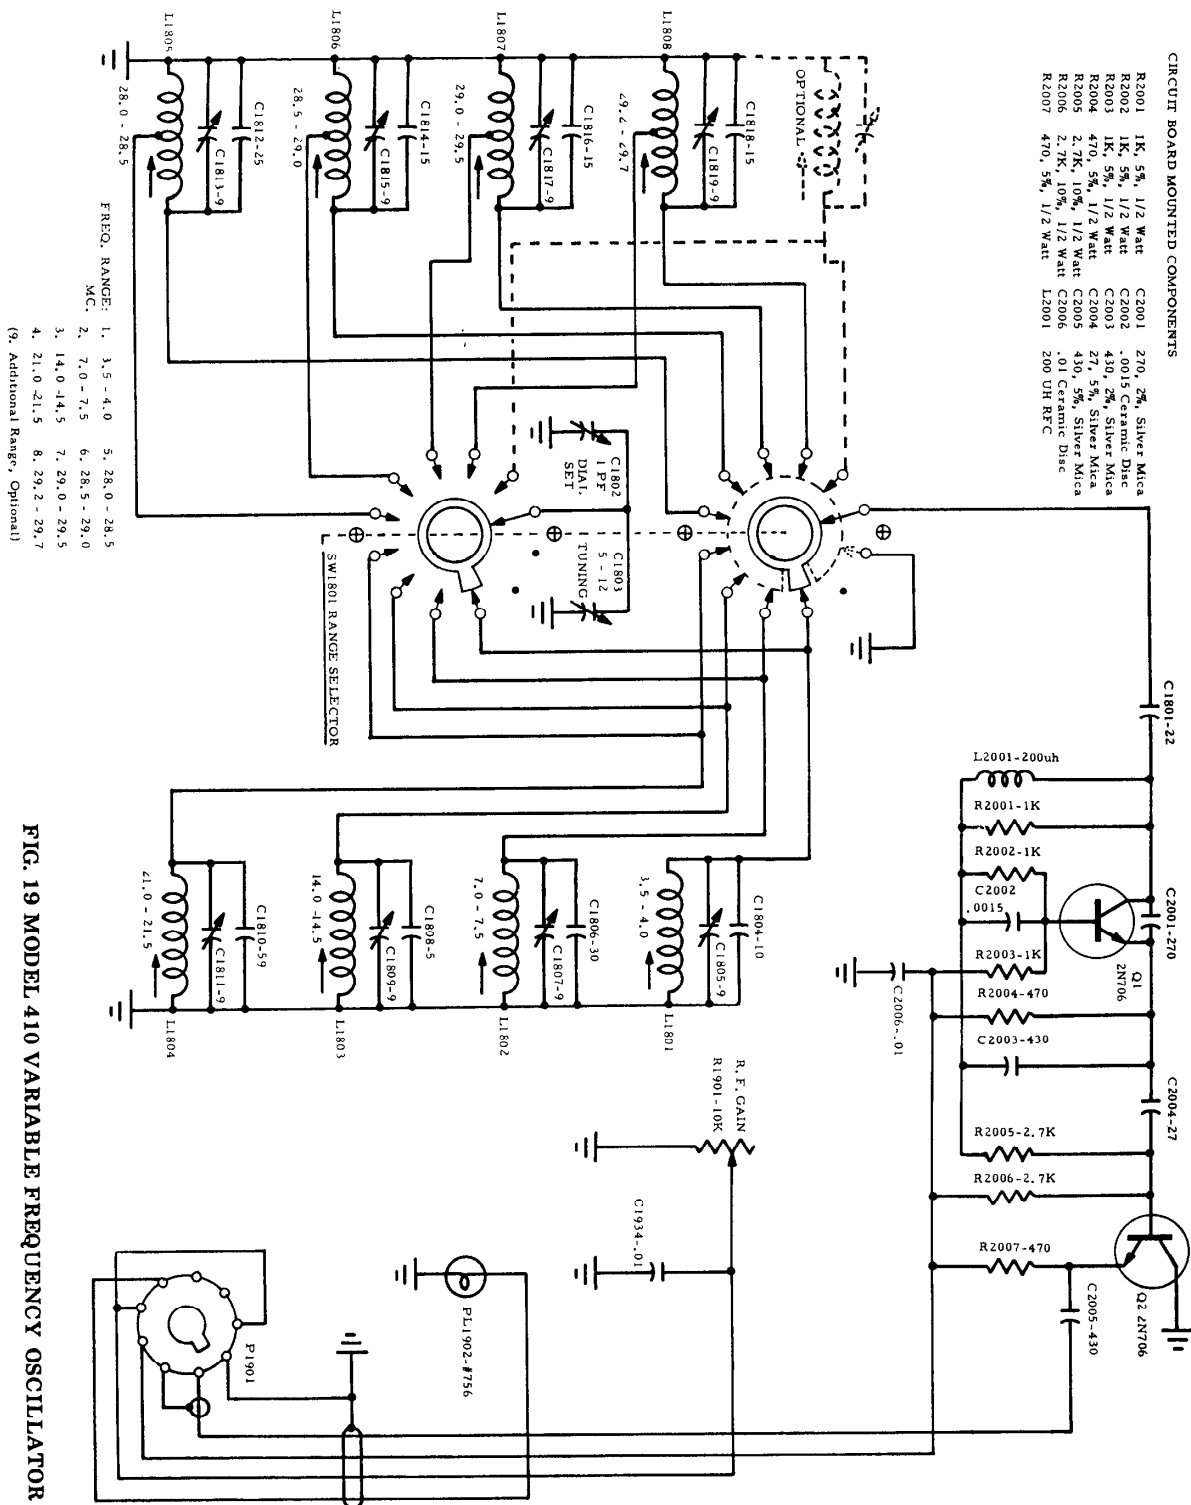 CIRCUIT BOARD MOUNTED COMPONENTS
R2001 1K, 5%, 1/2 Watt C2001 270, 2%, Silver Mica
R2002 1K, 5%, 1/2 Watt C2002 .0015 Ceramic Disc
R2003 1K, 5%, 1/2 Watt C2003 430, 2%, Silver Mica
R2004 470, 5%, 1/2 Watt C2004 27, 5%, Silver Mica
R2005 2.7K, 10%, 1/2 Watt C2005 430, 5%, Silver Mica
R2006 2.7K, 10%, 1/2 Watt C2006 .01 Ceramic Disc
R2007 470, 5%, 1/2 Watt L2001 200 UH RFC
C1801-22
L2001-200uh
R2001-1K
R2002-1K
C2002
.0015
C2001-270
Q1
2N706
R2003-1K
R2004-470
C2003-430
C2006-.01
C2004-27
R2005-2.7K
R2006-2.7K
R2007-470
Q2 2N706
C2005-430
OPTIONAL
L1808
C1818-15
C1819-9
29.2 - 29.7
L1807
C1816-15
C1817-9
29.0 - 29.5
L1806
C1814-15
C1815-9
28.5 - 29.0
L1805
C1812-25
C1813-9
28.0 - 28.5
C1802
1 PF
DIAL
SET
C1803
5 - 12
TUNING
SW1801 RANGE SELECTOR
C1804-10
C1805-9
3.5 - 4.0
L1801
C1806-30
C1807-9
7.0 - 7.5
L1802
C1808-5
C1809-9
14.0 -14.5
L1803
C1810-59
C1811-9
21.0 - 21.5
L1804
R. F. GAIN
R1901-10K
C1934-.01
PL1902-#756
P1901
FREQ. RANGE: 1. 3.5 - 4.0 5. 28.0 - 28.5
MC. 2. 7.0 - 7.5 6. 28.5 - 29.0
3. 14.0 -14.5 7. 29.0 - 29.5
4. 21.0 -21.5 8. 29.2 - 29.7
(9. Additional Range, Optional)
FIG. 19 MODEL 410 VARIABLE FREQUENCY OSCILLATOR